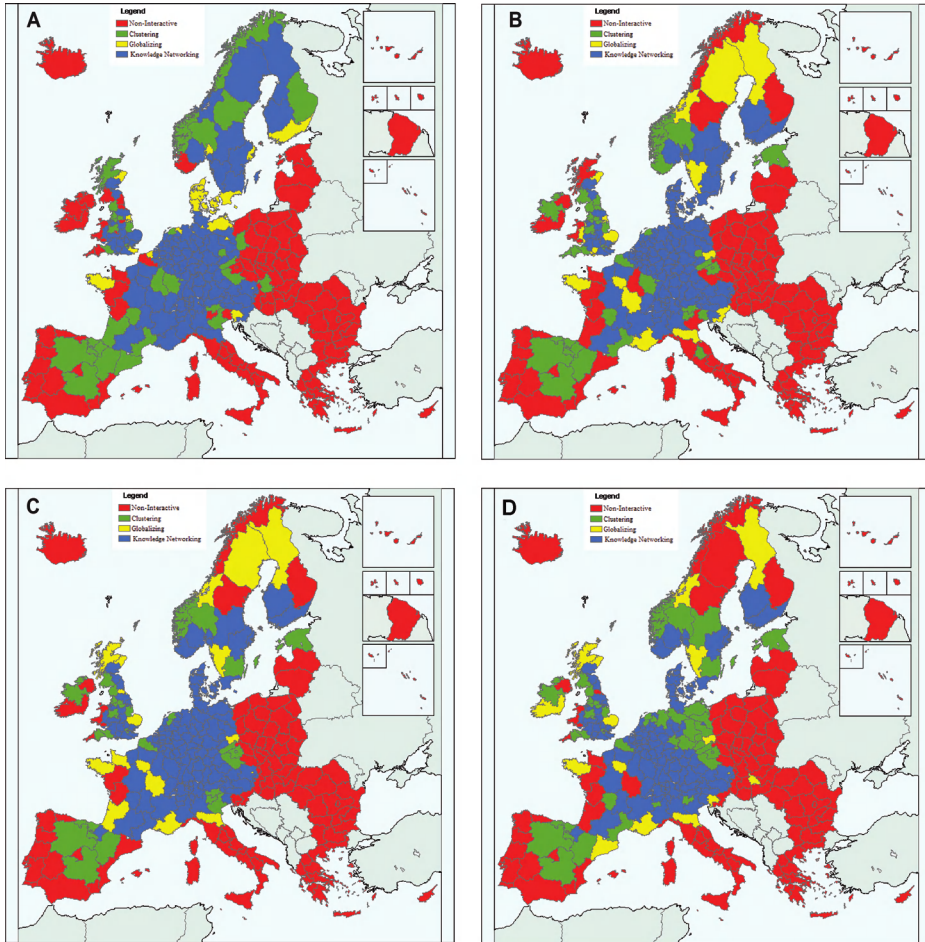 A
Legend
Non-Interactive
Clustering
Globalizing
Knowledge Networking
B
Legend
Non-Interactive
Clustering
Globalizing
Knowledge Networking
C
Legend
Non-Interactive
Clustering
Globalizing
Knowledge Networking
D
Legend
Non-Interactive
Clustering
Globalizing
Knowledge Networking